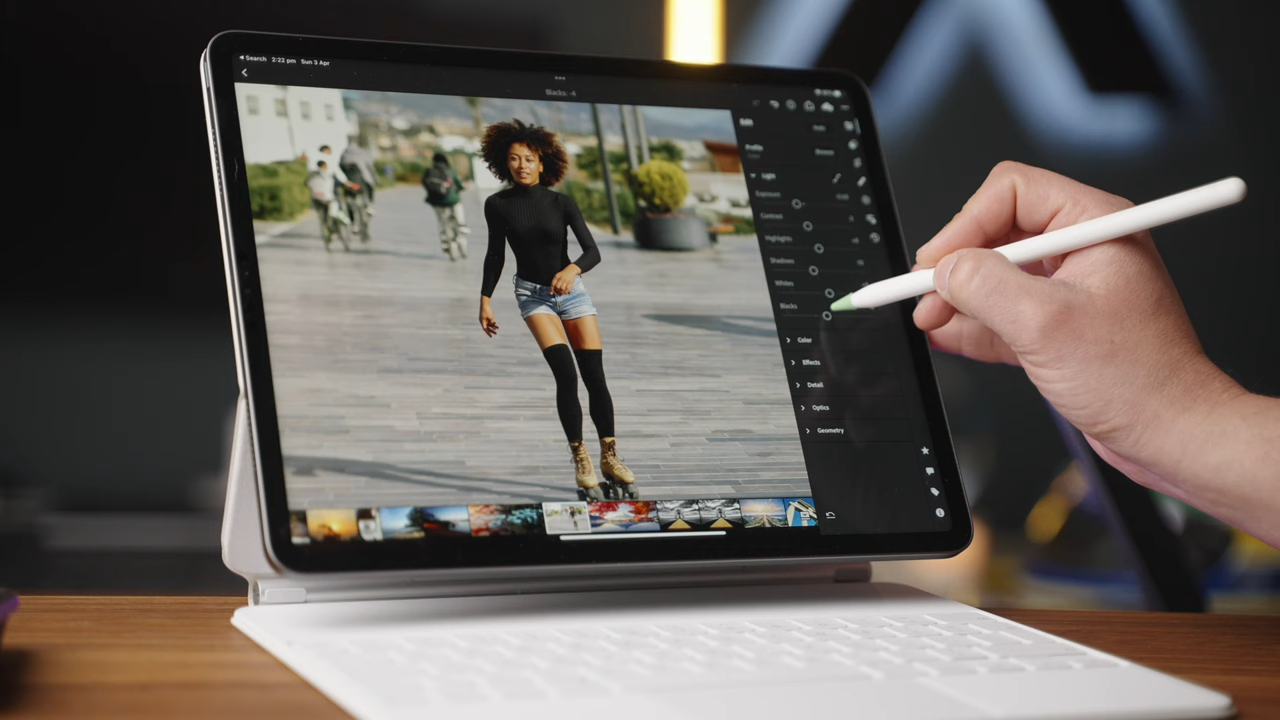 Search 2:22 pm Sun 3 Apr
Blacks: -4
Edit
Profile
Light
Exposure
Contrast
Highlights
Shadows
Whites
Blacks
Color
Effects
Detail
Optics
Geometry